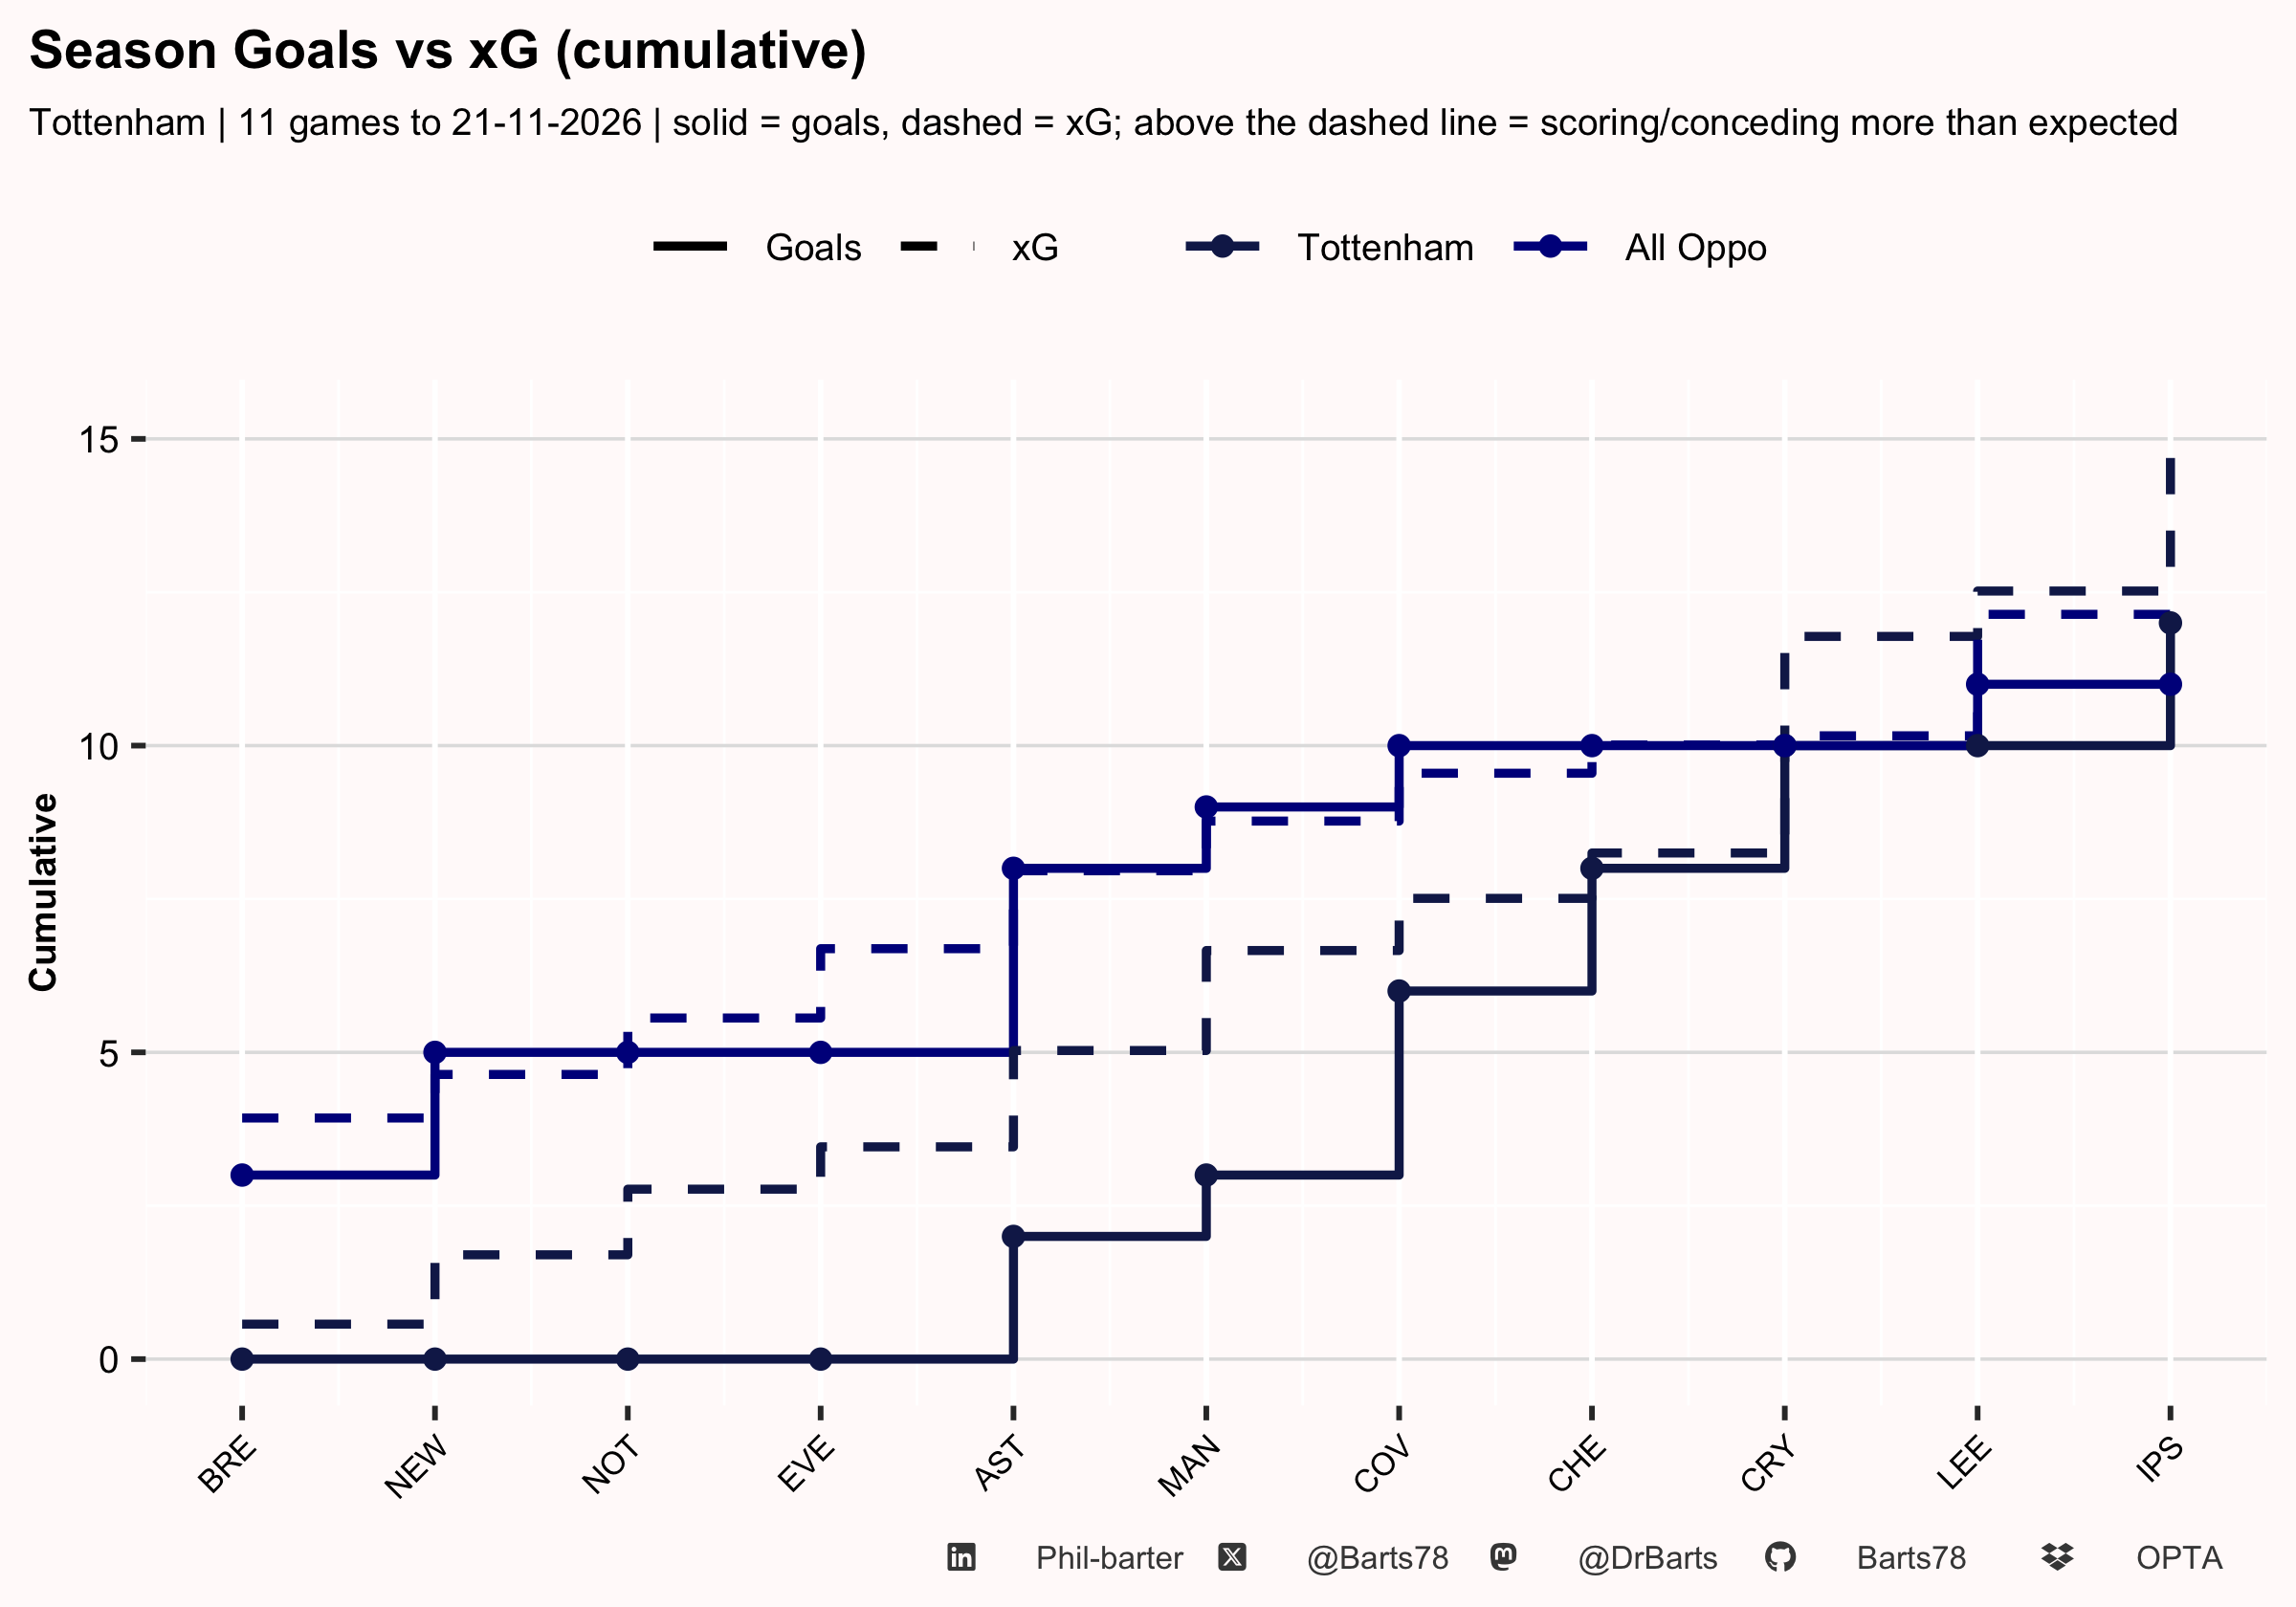 Season Goals vs xG (cumulative)
Tottenham | 11 games to 21-11-2026 | solid = goals, dashed = xG; above the dashed line = scoring/conceding more than expected
Goals xG Tottenham All Oppo
15
10
5
0
Cumulative
BRE NEW NOT EVE AST MAN COV CHE CRY LEE IPS
Phil-barter @Barts78 @DrBarts Barts78 OPTA